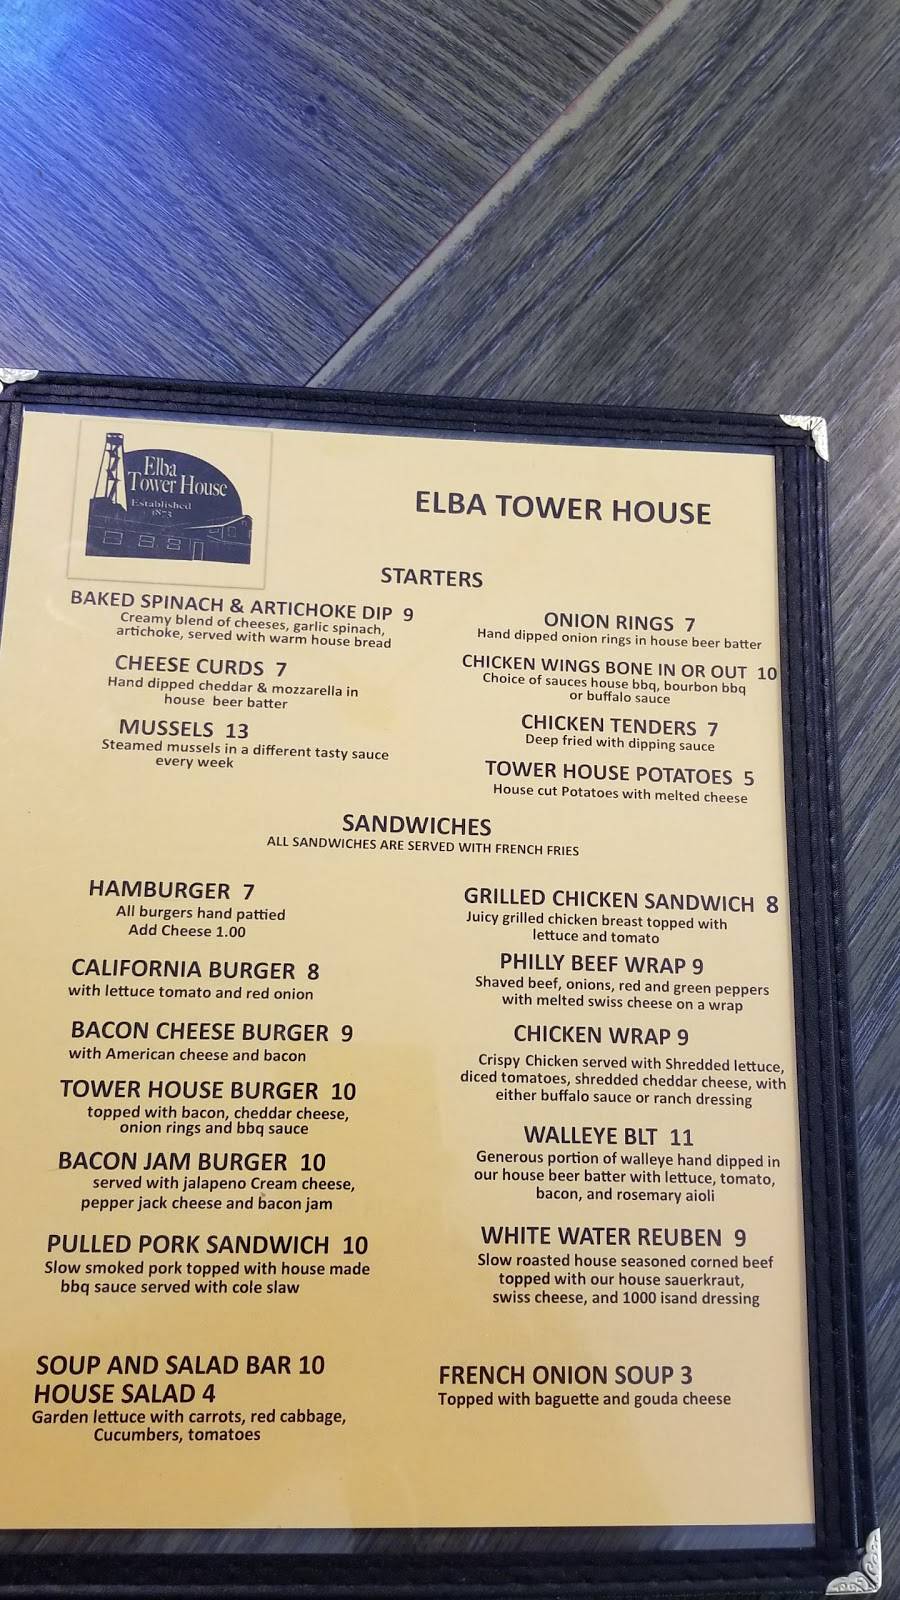 Elba
Tower House
Established
1873
ELBA TOWER HOUSE
STARTERS
BAKED SPINACH & ARTICHOKE DIP 9
Creamy blend of cheeses, garlic spinach,
artichoke, served with warm house bread
CHEESE CURDS 7
Hand dipped cheddar & mozzarella in
house beer batter
MUSSELS 13
Steamed mussels in a different tasty sauce
every week
ONION RINGS 7
Hand dipped onion rings in house beer batter
CHICKEN WINGS BONE IN OR OUT 10
Choice of sauces house bbq, bourbon bbq
or buffalo sauce
CHICKEN TENDERS 7
Deep fried with dipping sauce
TOWER HOUSE POTATOES 5
House cut Potatoes with melted cheese
SANDWICHES
ALL SANDWICHES ARE SERVED WITH FRENCH FRIES
HAMBURGER 7
All burgers hand pattied
Add Cheese 1.00
CALIFORNIA BURGER 8
with lettuce tomato and red onion
BACON CHEESE BURGER 9
with American cheese and bacon
TOWER HOUSE BURGER 10
topped with bacon, cheddar cheese,
onion rings and bbq sauce
BACON JAM BURGER 10
served with jalapeno Cream cheese,
pepper jack cheese and bacon jam
PULLED PORK SANDWICH 10
Slow smoked pork topped with house made
bbq sauce served with cole slaw
GRILLED CHICKEN SANDWICH 8
Juicy grilled chicken breast topped with
lettuce and tomato
PHILLY BEEF WRAP 9
Shaved beef, onions, red and green peppers
with melted swiss cheese on a wrap
CHICKEN WRAP 9
Crispy Chicken served with Shredded lettuce,
diced tomatoes, shredded cheddar cheese, with
either buffalo sauce or ranch dressing
WALLEYE BLT 11
Generous portion of walleye hand dipped in
our house beer batter with lettuce, tomato,
bacon, and rosemary aioli
WHITE WATER REUBEN 9
Slow roasted house seasoned corned beef
topped with our house sauerkraut,
swiss cheese, and 1000 isand dressing
SOUP AND SALAD BAR 10
HOUSE SALAD 4
Garden lettuce with carrots, red cabbage,
Cucumbers, tomatoes
FRENCH ONION SOUP 3
Topped with baguette and gouda cheese